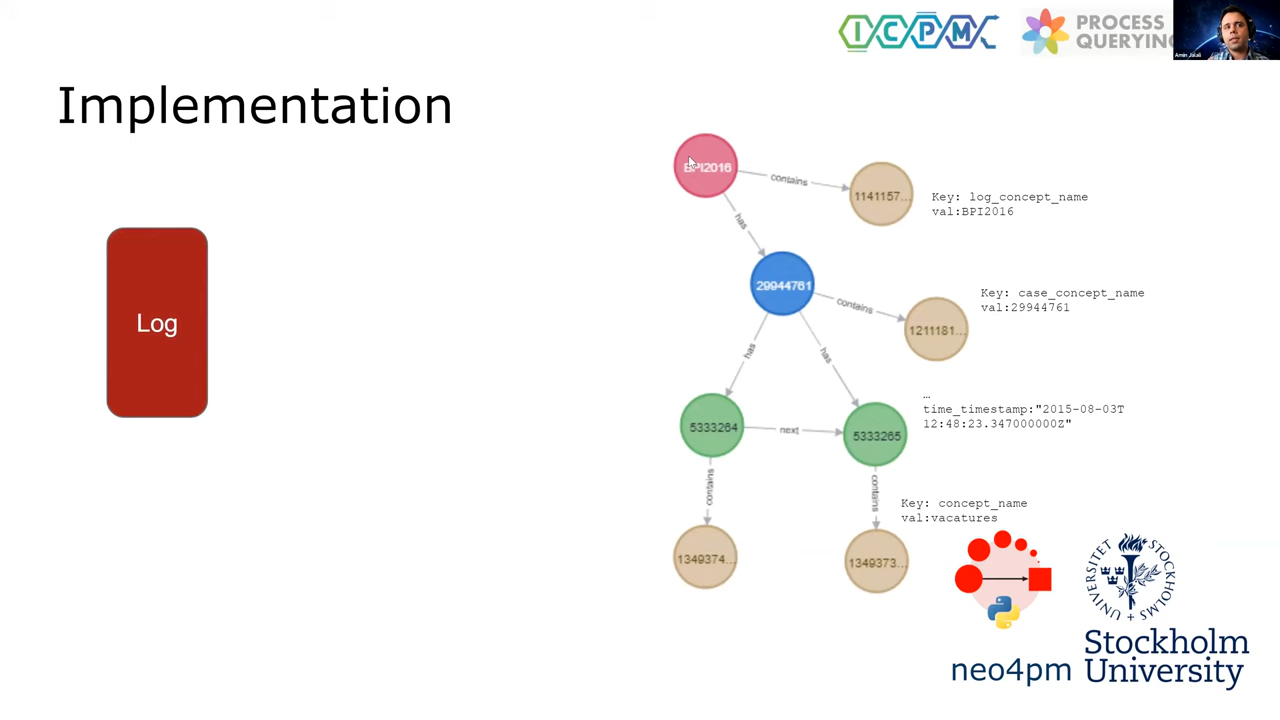 ICPM
PROCESS
QUERYING
Amin Jalali
Implementation
Log
BPI2016
contains
1141157...
Key: log_concept_name
val:BPI2016
has
29944761
contains
1211181...
Key: case_concept_name
val:29944761
has
has
5333264
next
5333265
…
time_timestamp:"2015-08-03T
12:48:23.347000000Z"
contains
contains
Key: concept_name
val:vacatures
1349374...
1349373...
neo4pm
STOCKHOLMS
UNIVERSITET
Stockholm
University